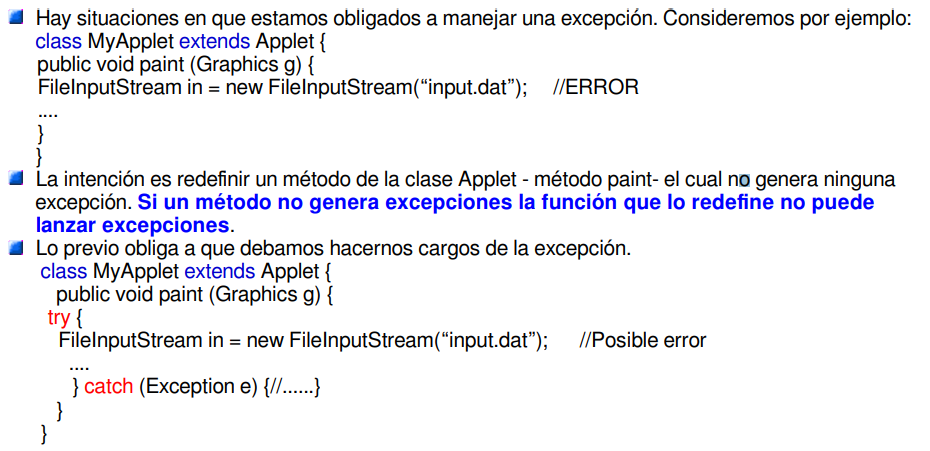 Hay situaciones en que estamos obligados a manejar una excepción. Consideremos por ejemplo:
class MyApplet extends Applet {
public void paint (Graphics g) {
FileInputStream in = new FileInputStream(“input.dat”); //ERROR
....
}
}
La intención es redefinir un método de la clase Applet - método paint- el cual no genera ninguna
excepción. Si un método no genera excepciones la función que lo redefine no puede
lanzar excepciones.
Lo previo obliga a que debamos hacernos cargos de la excepción.
class MyApplet extends Applet {
public void paint (Graphics g) {
try {
FileInputStream in = new FileInputStream(“input.dat”); //Posible error
....
} catch (Exception e) {//......}
}
}